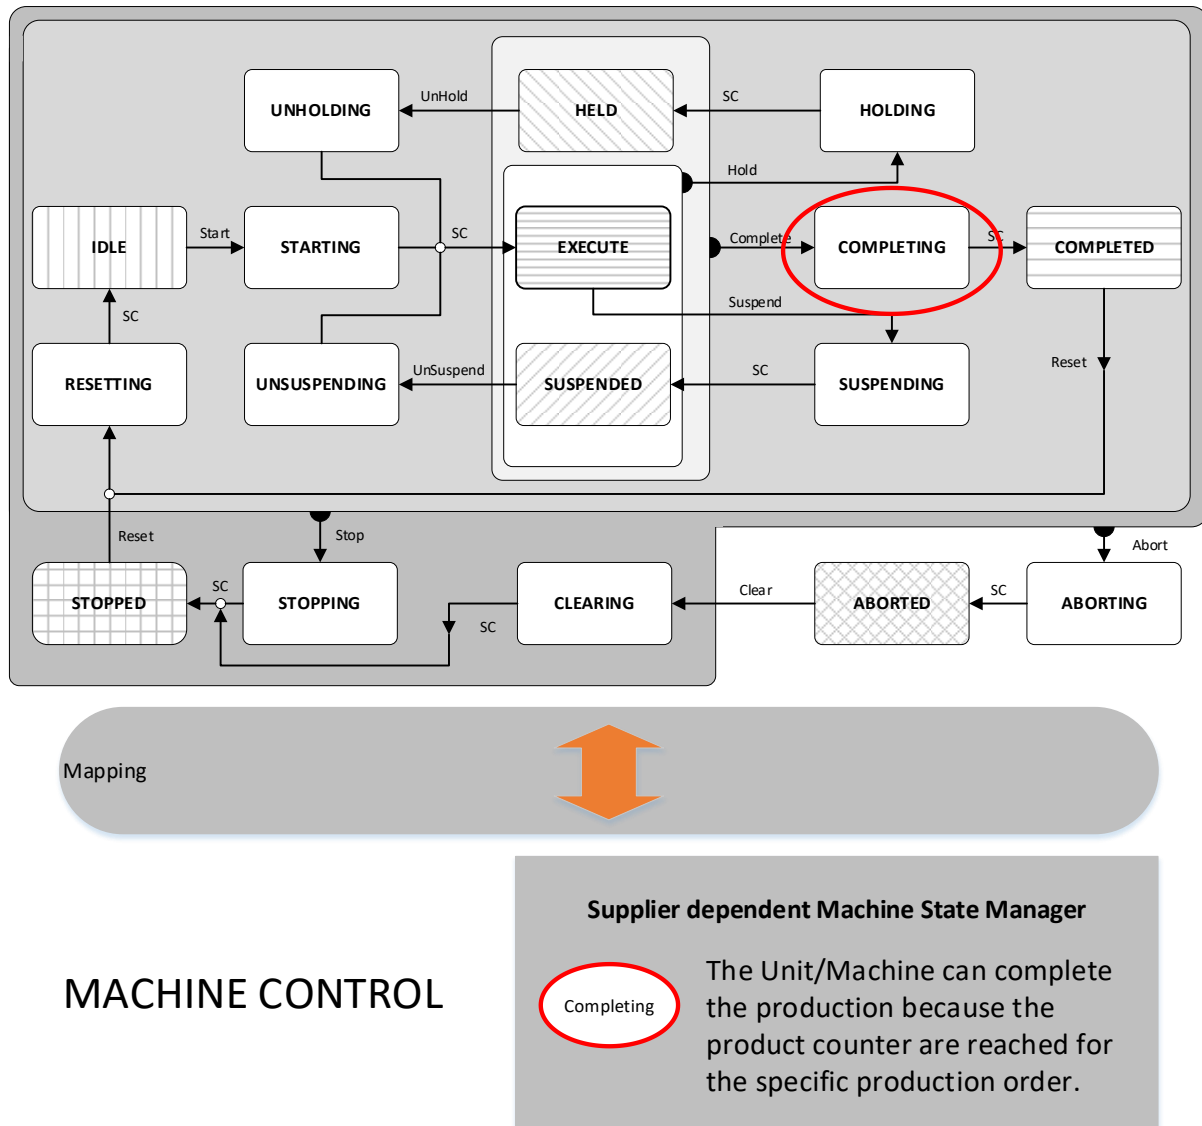 UnHold
SC
UNHOLDING
HELD
HOLDING
Hold
IDLE
Start
STARTING
SC
EXECUTE
Complete
COMPLETING
SC
COMPLETED
SC
Suspend
RESETTING
UNSUSPENDING
UnSuspend
SUSPENDED
SC
SUSPENDING
Reset
Reset
Stop
Abort
STOPPED
SC
STOPPING
CLEARING
Clear
ABORTED
SC
ABORTING
SC
Mapping
Supplier dependent Machine State Manager
MACHINE CONTROL
Completing
The Unit/Machine can complete
the production because the
product counter are reached for
the specific production order.